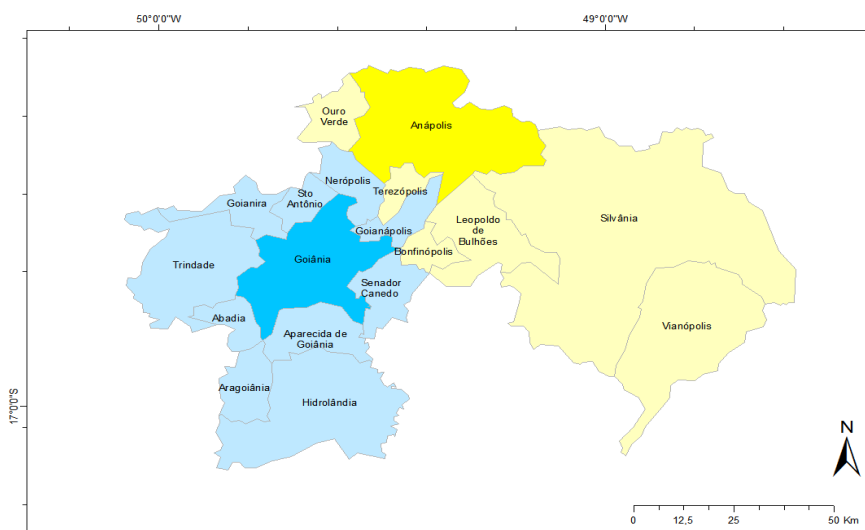 50°0'0"W
49°0'0"W
Ouro
Verde
Anápolis
Nerópolis
Terezópolis
Sto
Antônio
Goianira
Goianápolis
Leopoldo
de
Bulhões
Silvânia
Bonfinópolis
Goiânia
Trindade
Senador
Canedo
Abadia
Vianópolis
Aparecida de
Goiânia
Aragoiânia
Hidrolândia
17°0'0"S
N
0 12,5 25 50 Km